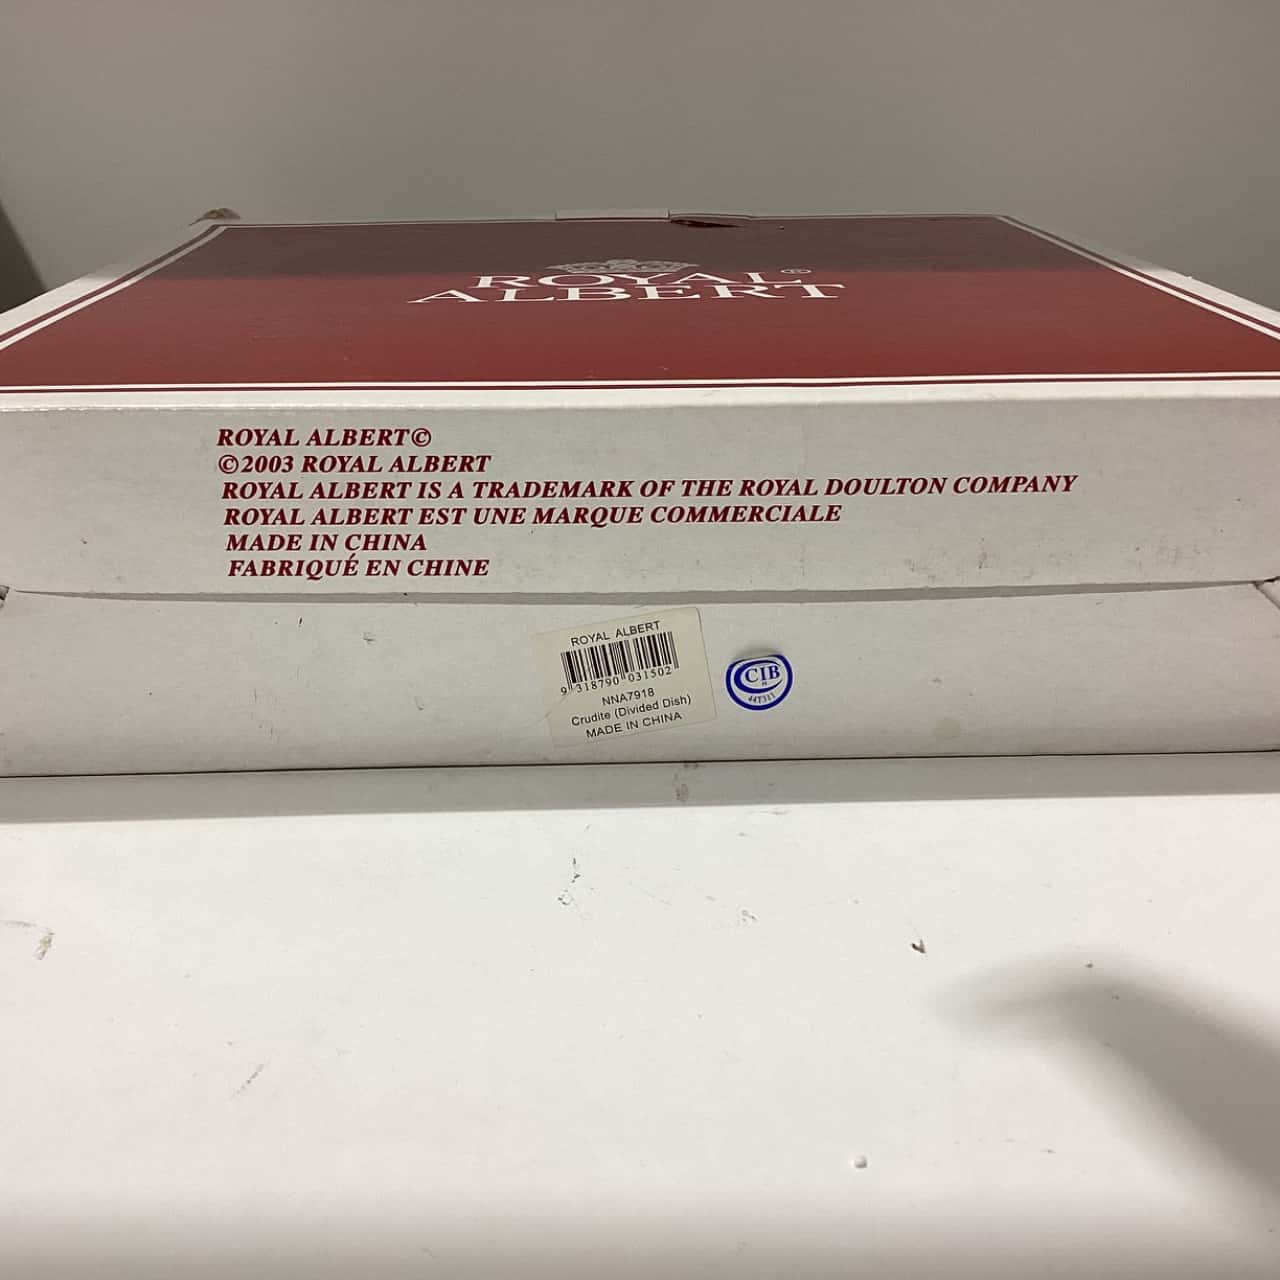 ROYAL®
ALBERT
ROYAL ALBERT©
©2003 ROYAL ALBERT
ROYAL ALBERT IS A TRADEMARK OF THE ROYAL DOULTON COMPANY
ROYAL ALBERT EST UNE MARQUE COMMERCIALE
MADE IN CHINA
FABRIQUÉ EN CHINE
ROYAL ALBERT
9 318790 031502
NNA7918
Crudite (Divided Dish)
MADE IN CHINA
CIB